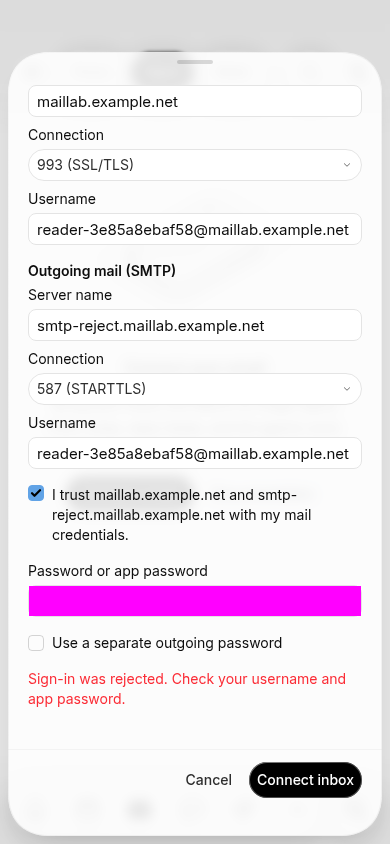 maillab.example.net
Connection
993 (SSL/TLS)
Username
reader-3e85a8ebaf58@maillab.example.net
Outgoing mail (SMTP)
Server name
smtp-reject.maillab.example.net
Connection
587 (STARTTLS)
Username
reader-3e85a8ebaf58@maillab.example.net
I trust maillab.example.net and smtp-
reject.maillab.example.net with my mail
credentials.
Password or app password
Use a separate outgoing password
Sign-in was rejected. Check your username and
app password.
Cancel Connect inbox